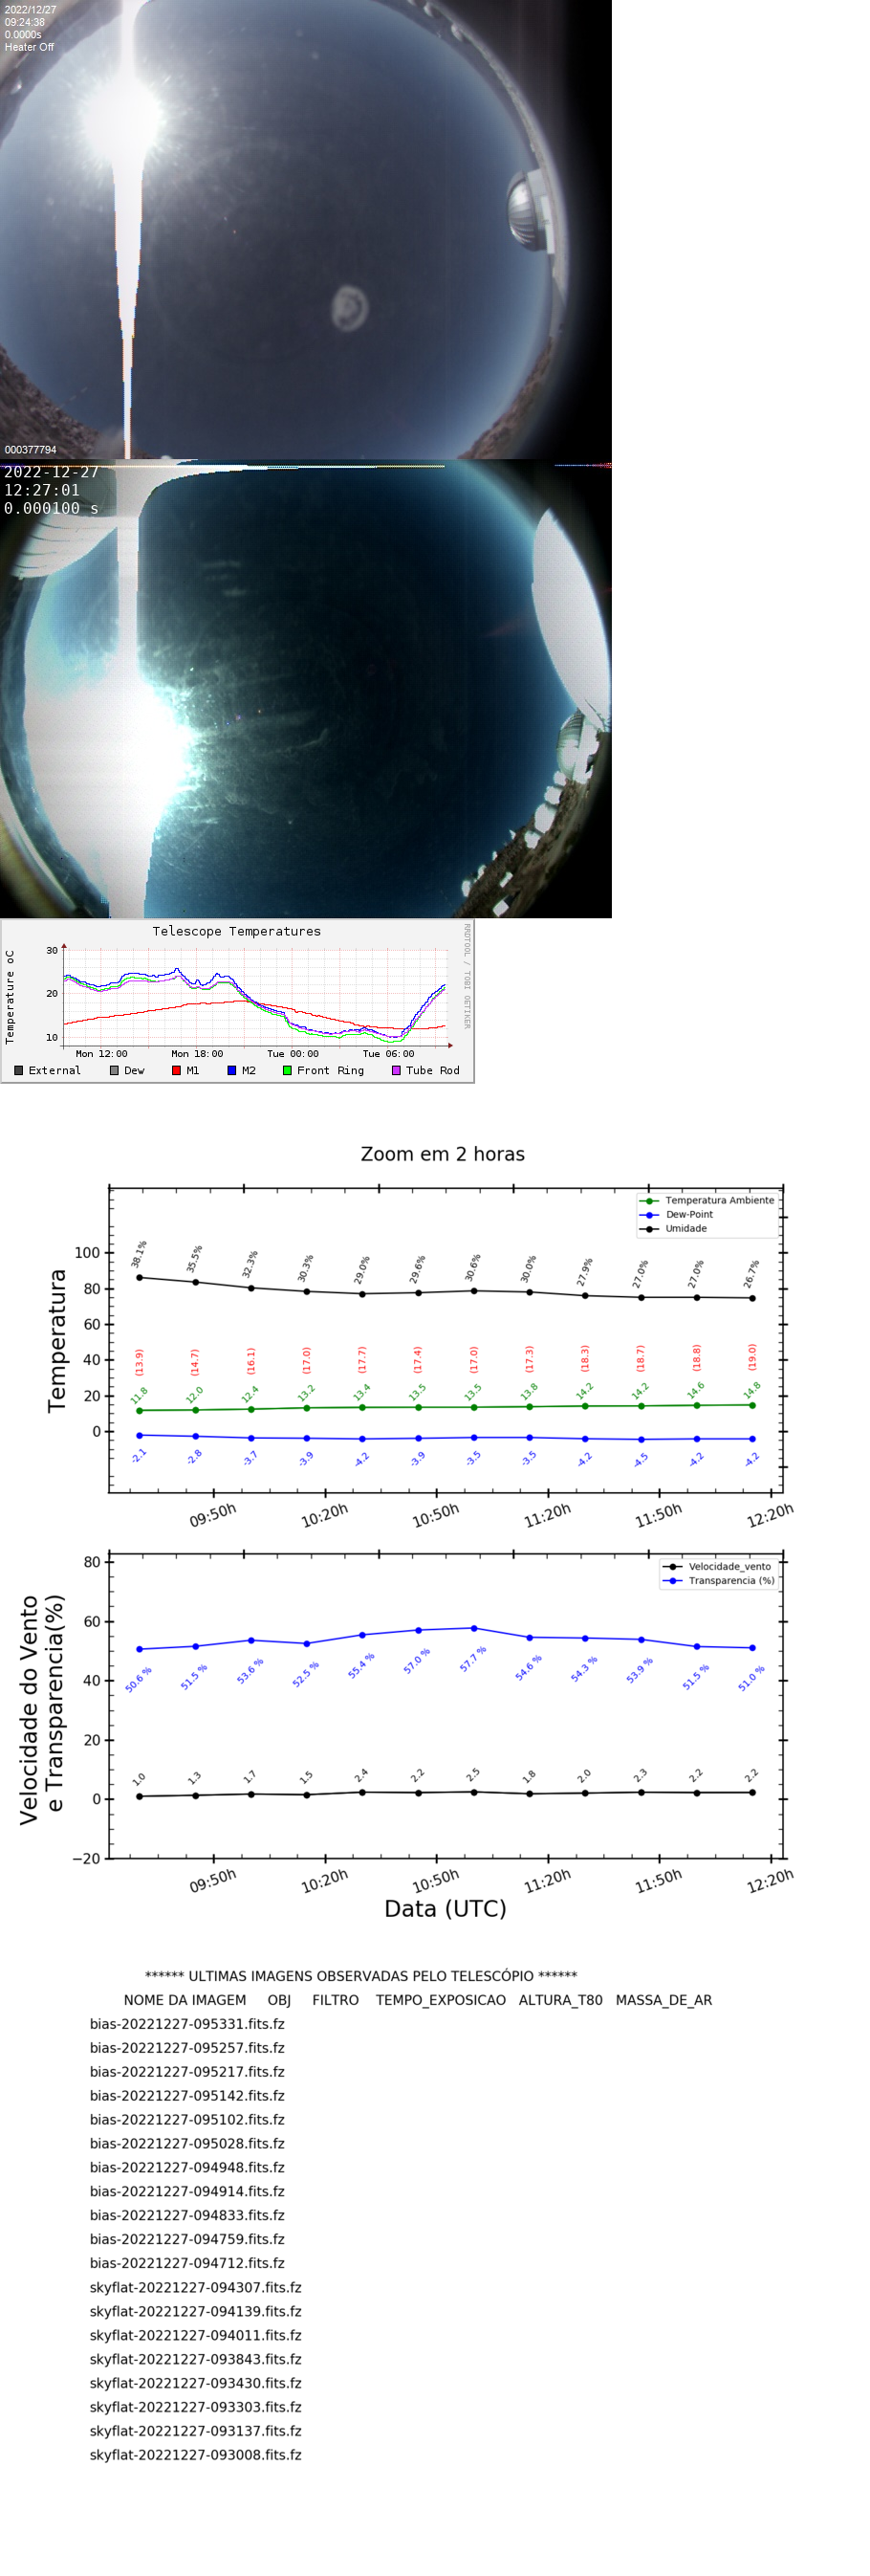 2022/12/27
09:24:38
0.0000s
Heater Off
000377794
2022-12-27
12:27:01
0.000100 s
Telescope Temperatures
Temperature oC
30
20
10
Mon 12:00 Mon 18:00 Tue 00:00 Tue 06:00
External Dew M1 M2 Front Ring Tube Rod
RRDTOOL / TOBI OETIKER
Zoom em 2 horas
Temperatura
Temperatura Ambiente
Dew-Point
Umidade
100
80
60
40
20
0
38.1% 35.5% 32.3% 30.3% 29.0% 29.6% 30.6% 30.0% 27.9% 27.0% 27.0% 26.7%
(13.9) (14.7) (16.1) (17.0) (17.7) (17.4) (17.0) (17.3) (18.3) (18.7) (18.8) (19.0)
11.8 12.0 12.4 13.2 13.4 13.5 13.5 13.8 14.2 14.2 14.6 14.8
-2.1 -2.8 -3.7 -3.9 -4.2 -3.9 -3.5 -3.5 -4.2 -4.5 -4.2 -4.2
09:50h 10:20h 10:50h 11:20h 11:50h 12:20h
Velocidade do Vento
e Transparencia(%)
Velocidade_vento
Transparencia (%)
80
60
40
20
0
−20
50.6 % 51.5 % 53.6 % 52.5 % 55.4 % 57.0 % 57.7 % 54.6 % 54.3 % 53.9 % 51.5 % 51.0 %
1.0 1.3 1.7 1.5 2.4 2.2 2.5 1.8 2.0 2.3 2.2 2.2
09:50h 10:20h 10:50h 11:20h 11:50h 12:20h
Data (UTC)
****** ULTIMAS IMAGENS OBSERVADAS PELO TELESCÓPIO ******
NOME DA IMAGEM OBJ FILTRO TEMPO_EXPOSICAO ALTURA_T80 MASSA_DE_AR
bias-20221227-095331.fits.fz
bias-20221227-095257.fits.fz
bias-20221227-095217.fits.fz
bias-20221227-095142.fits.fz
bias-20221227-095102.fits.fz
bias-20221227-095028.fits.fz
bias-20221227-094948.fits.fz
bias-20221227-094914.fits.fz
bias-20221227-094833.fits.fz
bias-20221227-094759.fits.fz
bias-20221227-094712.fits.fz
skyflat-20221227-094307.fits.fz
skyflat-20221227-094139.fits.fz
skyflat-20221227-094011.fits.fz
skyflat-20221227-093843.fits.fz
skyflat-20221227-093430.fits.fz
skyflat-20221227-093303.fits.fz
skyflat-20221227-093137.fits.fz
skyflat-20221227-093008.fits.fz